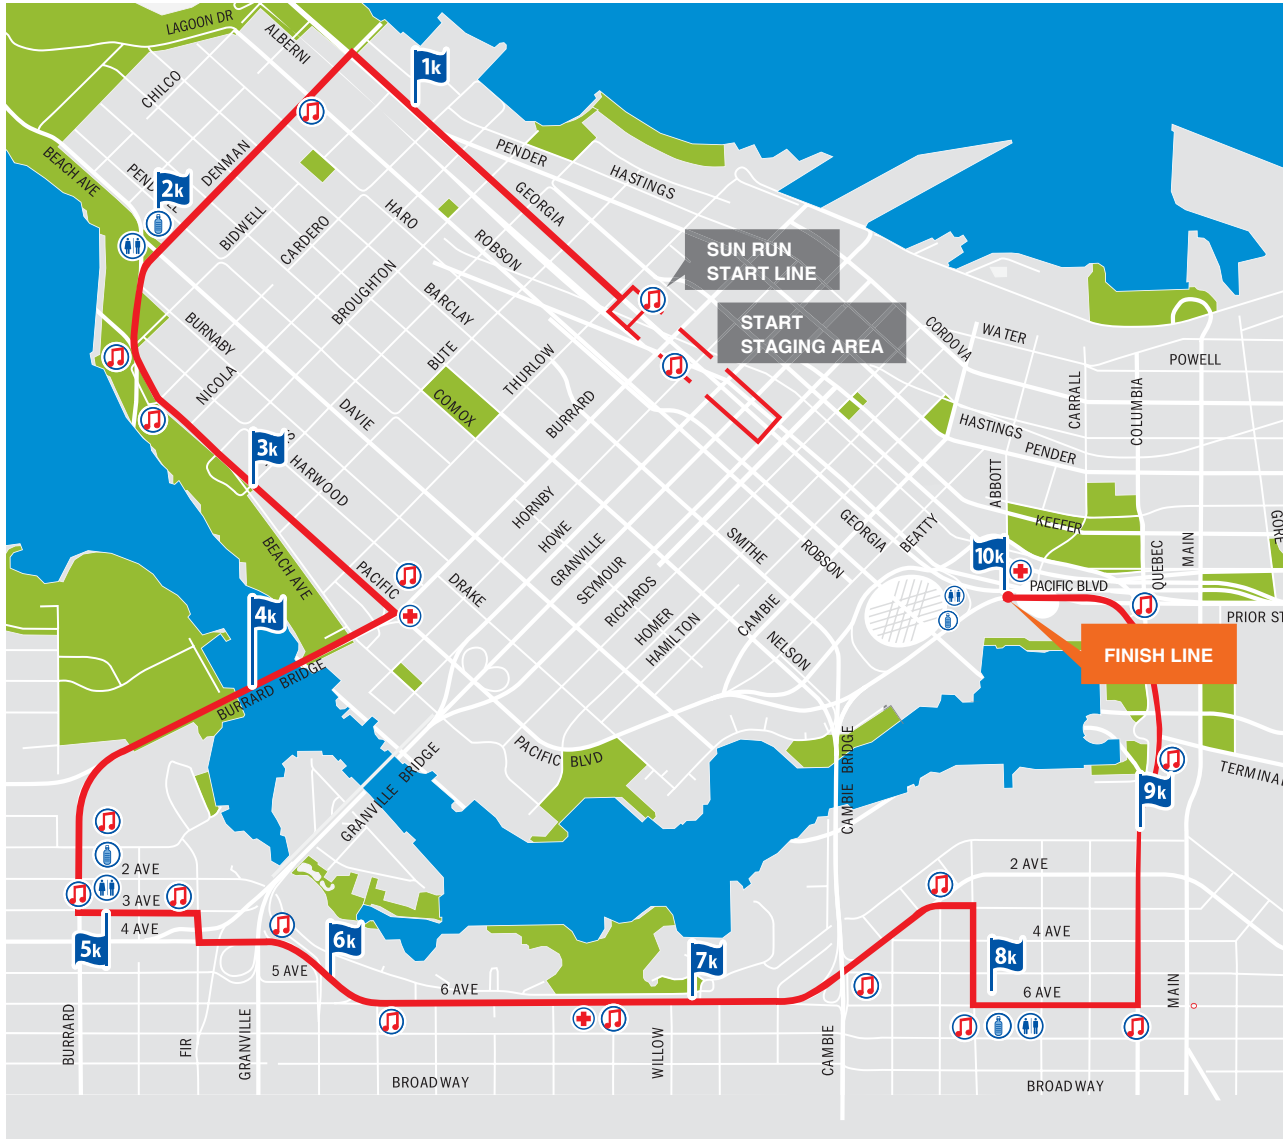 LAGOON DR
ALBERNI
1k
CHILCO
BEACH AVE
DENMAN
2k
PENDER
HASTINGS
GEORGIA
BIDWELL
CARDERO
HARO
ROBSON
SUN RUN
START LINE
START
STAGING AREA
BROUGHTON
BARCLAY
BURNABY
NICOLA
BUTE
THURLOW
COMOX
DAVIE
BURRARD
CORDOVA
WATER
POWELL
CARRALL
COLUMBIA
HASTINGS
PENDER
3k
HARWOOD
ABBOTT
HORNBY
HOWE
GRANVILLE
SEYMOUR
RICHARDS
HOMER
HAMILTON
SMITHE
ROBSON
GEORGIA
BEATTY
KEEFER
MAIN
QUEBEC
GORE
10k
PACIFIC BLVD
PRIOR ST
BEACH AVE
PACIFIC
DRAKE
CAMBIE
NELSON
4k
FINISH LINE
BURRARD BRIDGE
GRANVILLE BRIDGE
PACIFIC BLVD
CAMBIE BRIDGE
9k
2 AVE
3 AVE
4 AVE
5k
5 AVE
6k
6 AVE
7k
2 AVE
4 AVE
8k
6 AVE
MAIN
BURRARD
FIR
GRANVILLE
WILLOW
CAMBIE
BROADWAY
BROADWAY